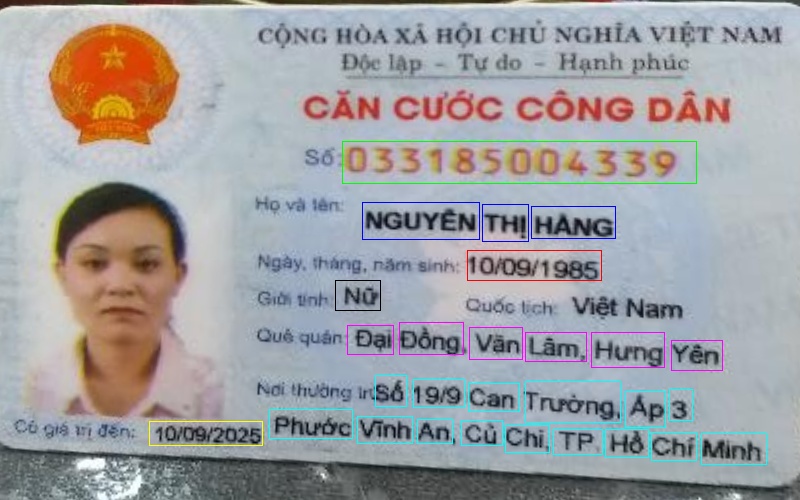 CỘNG HÒA XÃ HỘI CHỦ NGHĨA VIỆT NAM
Độc lập - Tự do - Hạnh phúc
CĂN CƯỚC CÔNG DÂN
Số: 033185004339
Họ và tên: NGUYỄN THỊ HẰNG
Ngày, tháng, năm sinh: 10/09/1985
Giới tính: Nữ Quốc tịch: Việt Nam
Quê quán: Đại Đồng, Văn Lâm, Hưng Yên
Nơi thường trú: Số 19/9 Can Trường, Ấp 3
Phước Vĩnh An, Củ Chi, TP. Hồ Chí Minh
Có giá trị đến: 10/09/2025